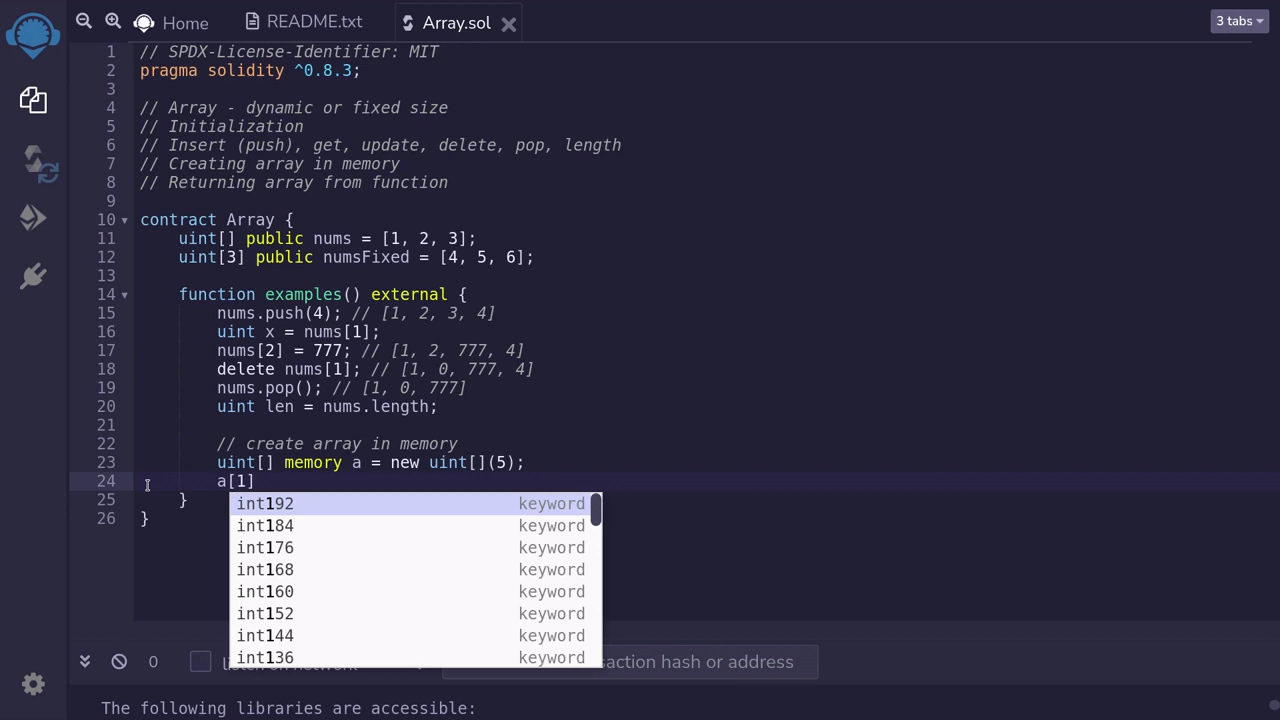 Home
README.txt
Array.sol
3 tabs
1 // SPDX-License-Identifier: MIT
2 pragma solidity ^0.8.3;
3
4 // Array - dynamic or fixed size
5 // Initialization
6 // Insert (push), get, update, delete, pop, length
7 // Creating array in memory
8 // Returning array from function
9
10 contract Array {
11 uint[] public nums = [1, 2, 3];
12 uint[3] public numsFixed = [4, 5, 6];
13
14 function examples() external {
15 nums.push(4); // [1, 2, 3, 4]
16 uint x = nums[1];
17 nums[2] = 777; // [1, 2, 777, 4]
18 delete nums[1]; // [1, 0, 777, 4]
19 nums.pop(); // [1, 0, 777]
20 uint len = nums.length;
21
22 // create array in memory
23 uint[] memory a = new uint[](5);
24 a[1]
25 }
26 }
int192 keyword
int184 keyword
int176 keyword
int168 keyword
int160 keyword
int152 keyword
int144 keyword
int136 keyword
0
hash or address
The following libraries are accessible: